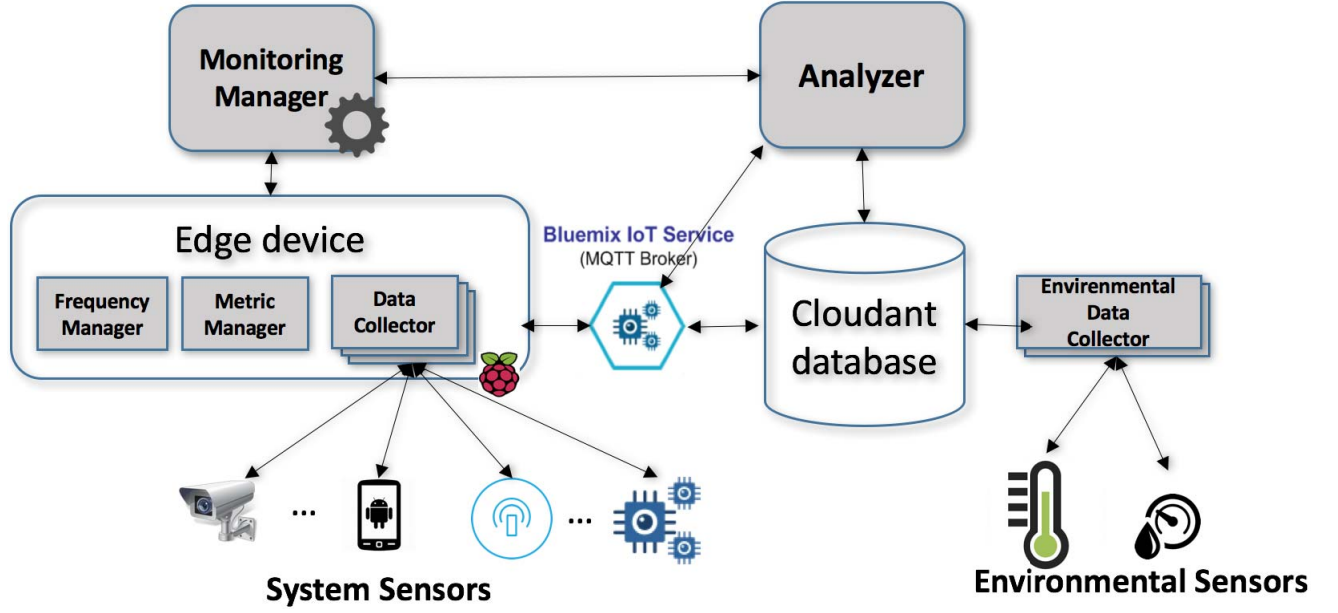 Monitoring
Manager
Analyzer
Edge device
Frequency
Manager
Metric
Manager
Data
Collector
Bluemix IoT Service
(MQTT Broker)
Cloudant
database
Envirenmental
Data
Collector
...
...
System Sensors
Environmental Sensors